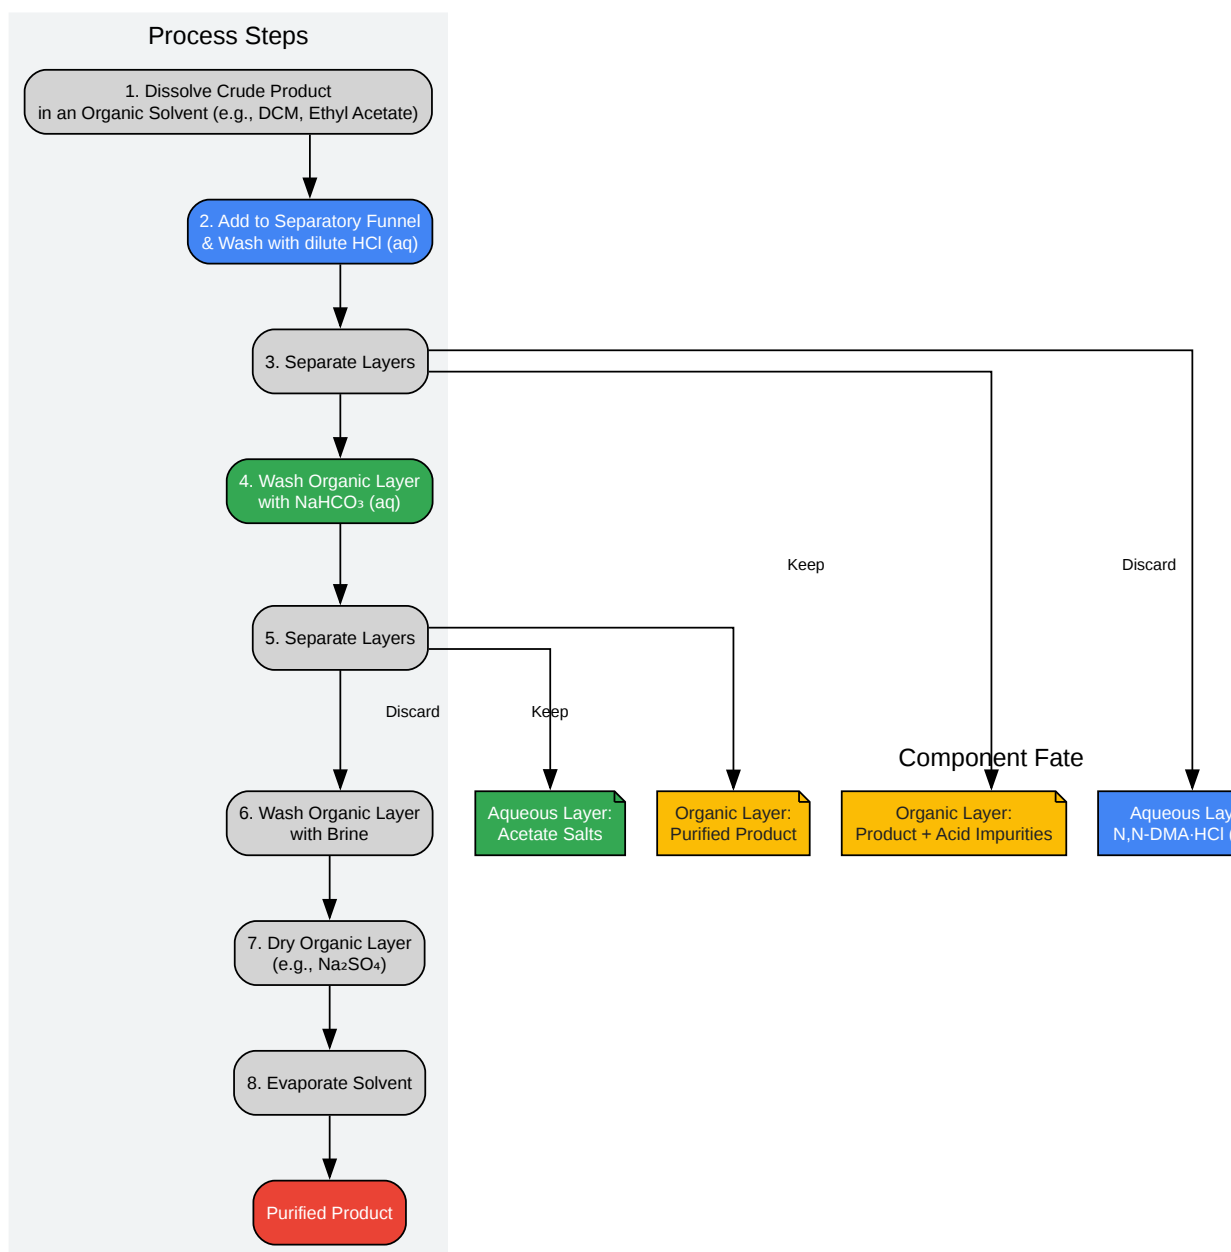 Process Steps
1. Dissolve Crude Product
in an Organic Solvent (e.g., DCM, Ethyl Acetate)
2. Add to Separatory Funnel
& Wash with dilute HCl (aq)
3. Separate Layers
4. Wash Organic Layer
with NaHCO₃ (aq)
Keep
Discard
5. Separate Layers
Discard
Keep
Component Fate
6. Wash Organic Layer
with Brine
Aqueous Layer:
Acetate Salts
Organic Layer:
Purified Product
Organic Layer:
Product + Acid Impurities
Aqueous
N,N-DMA·HCl
7. Dry Organic Layer
(e.g., Na₂SO₄)
8. Evaporate Solvent
Purified Product